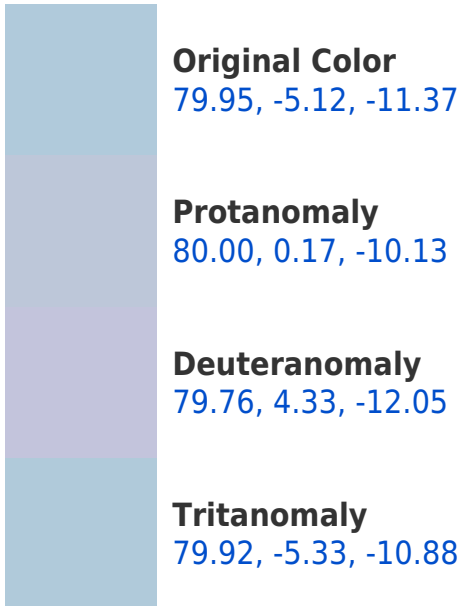 Original Color
79.95, -5.12, -11.37
Protanomaly
80.00, 0.17, -10.13
Deuteranomaly
79.76, 4.33, -12.05
Tritanomaly
79.92, -5.33, -10.88